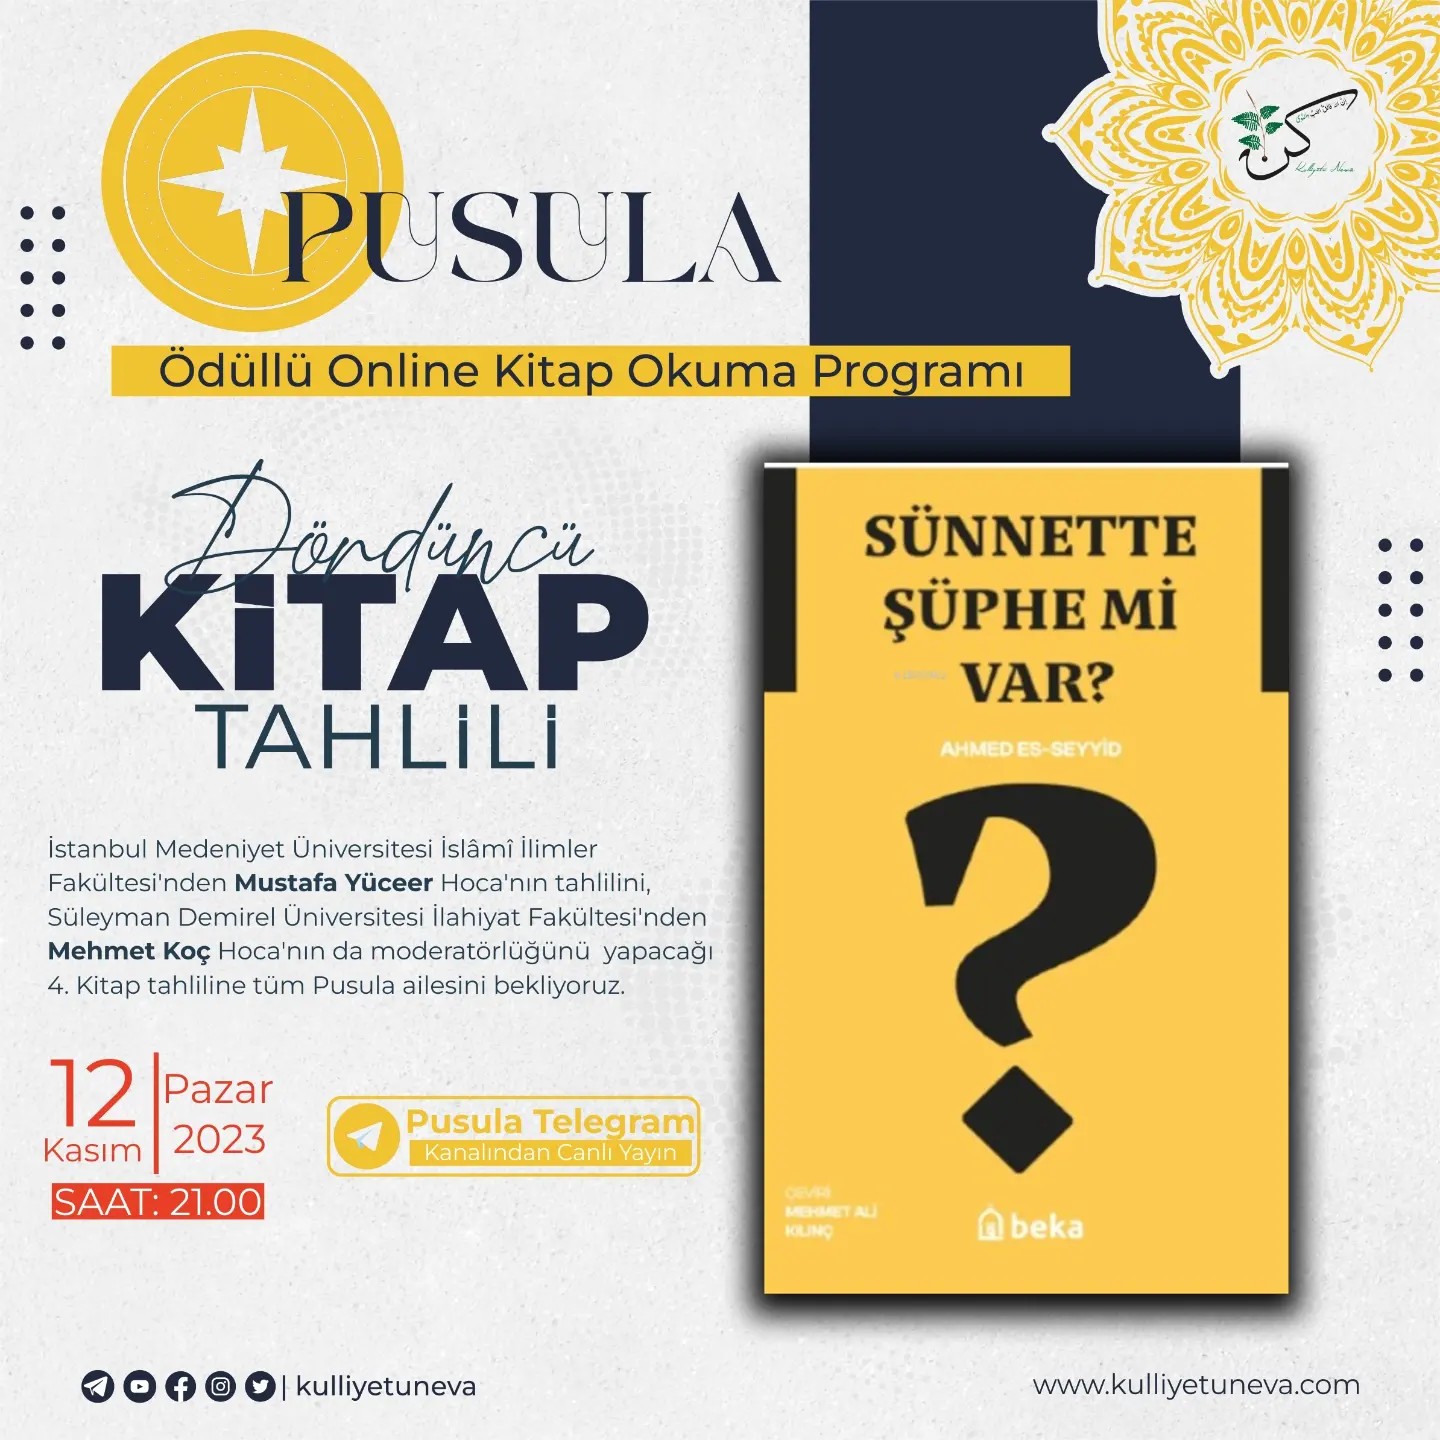 PUSULA
Ödüllü Online Kitap Okuma Programı
Dördüncü
KİTAP
TAHLİLİ
İstanbul Medeniyet Üniversitesi İslâmî İlimler
Fakültesi'nden Mustafa Yüceer Hoca'nın tahlilini,
Süleyman Demirel Üniversitesi İlahiyat Fakültesi'nden
Mehmet Koç Hoca'nın da moderatörlüğünü yapacağı
4. Kitap tahliline tüm Pusula ailesini bekliyoruz.
12
Kasım
Pazar
2023
SAAT: 21.00
Pusula Telegram
Kanalından Canlı Yayın
SÜNNETTE
ŞÜPHE Mİ
VAR?
AHMED ES-SEYYİD
?
ÇEVİRİ
MEHMET ALİ
KILINÇ
beka
| kulliyetuneva
www.kulliyetuneva.com